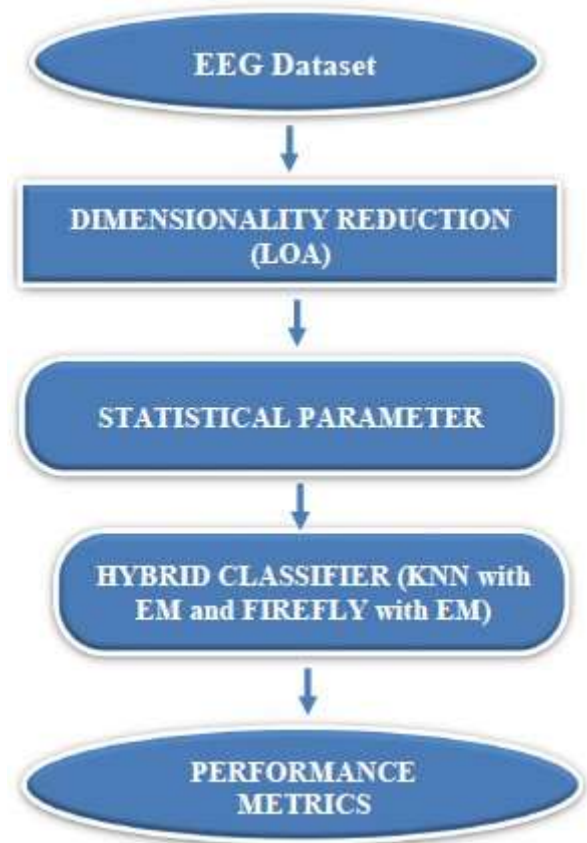 EEG Dataset
DIMENSIONALITY REDUCTION
(LOA)
STATISTICAL PARAMETER
HYBRID CLASSIFIER (KNN with
EM and FIREFLY with EM)
PERFORMANCE
METRICS